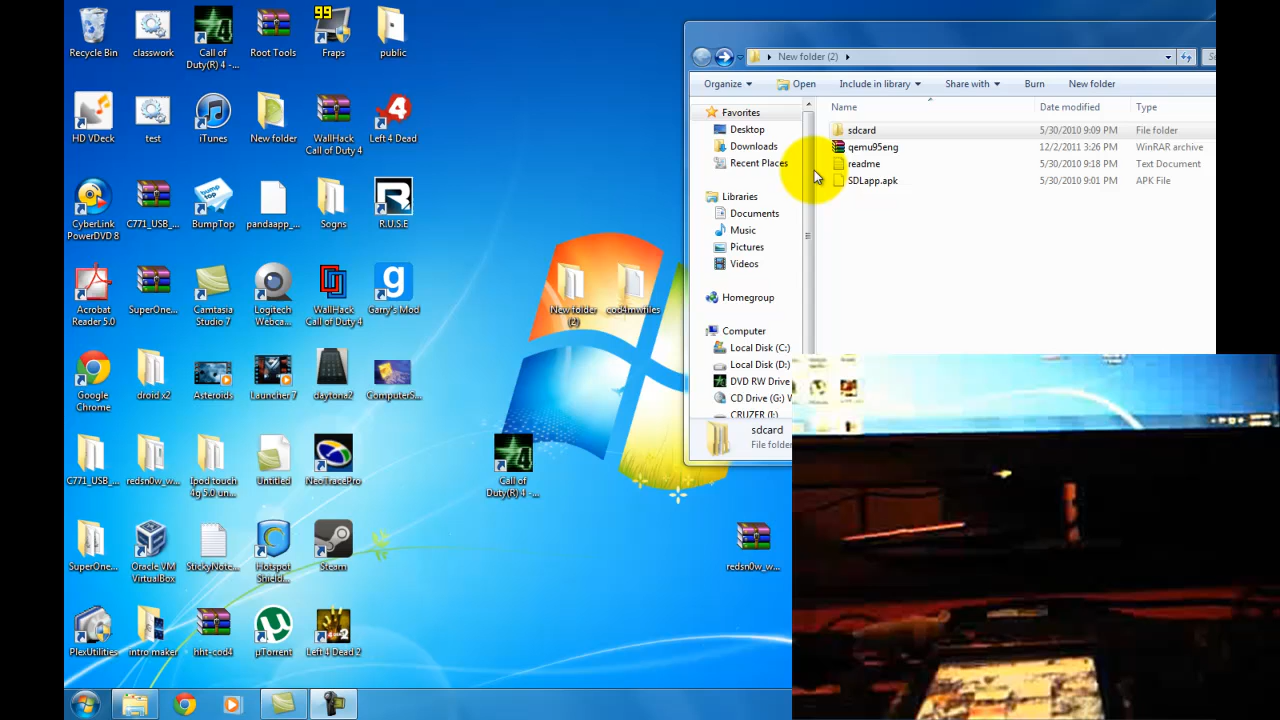 99
Recycle Bin
classwork
Call of
Duty(R) 4 -...
Root Tools
Fraps
public
HD VDeck
test
iTunes
New folder
WallHack
Call of Duty 4
Left 4 Dead
CyberLink
PowerDVD 8
C771_USB_...
BumpTop
pandaapp_...
Sogns
R.U.S.E
Acrobat
Reader 5.0
SuperOne...
Camtasia
Studio 7
Logitech
Webca...
WallHack
Call of Duty 4
Garry's Mod
New folder
(2)
cod4mwfiles
Google
Chrome
droid.x2
Asteroids
Launcher 7
daytona2
ComputerS...
C771_USB_...
redsn0w_w...
Ipod touch
4g 5.0 un...
Untitled
NeoTracePro
Call of
Duty(R) 4 -...
SuperOne...
Oracle VM
VirtualBox
StickyNote...
Hotspot
Shield...
Steam
redsn0w_w...
PlexUtilities
intro maker
hht-cod4
µTorrent
Left 4 Dead 2
New folder (2)
Organize
Open
Include in library
Share with
Burn
New folder
Favorites
Desktop
Downloads
Recent Places
Libraries
Documents
Music
Pictures
Videos
Homegroup
Computer
Local Disk (C:)
Local Disk (D:)
DVD RW Drive
CD Drive (G:) W
CRUZER (I:)
Name
Date modified
Type
sdcard
5/30/2010 9:09 PM
File folder
qemu95eng
12/2/2011 3:26 PM
WinRAR archive
readme
5/30/2010 9:18 PM
Text Document
SDLapp.apk
5/30/2010 9:01 PM
APK File
sdcard
File folder